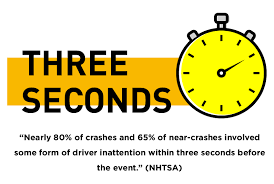 THREE
SECONDS
“Nearly 80% of crashes and 65% of near-crashes involved
some form of driver inattention within three seconds before
the event.” (NHTSA)